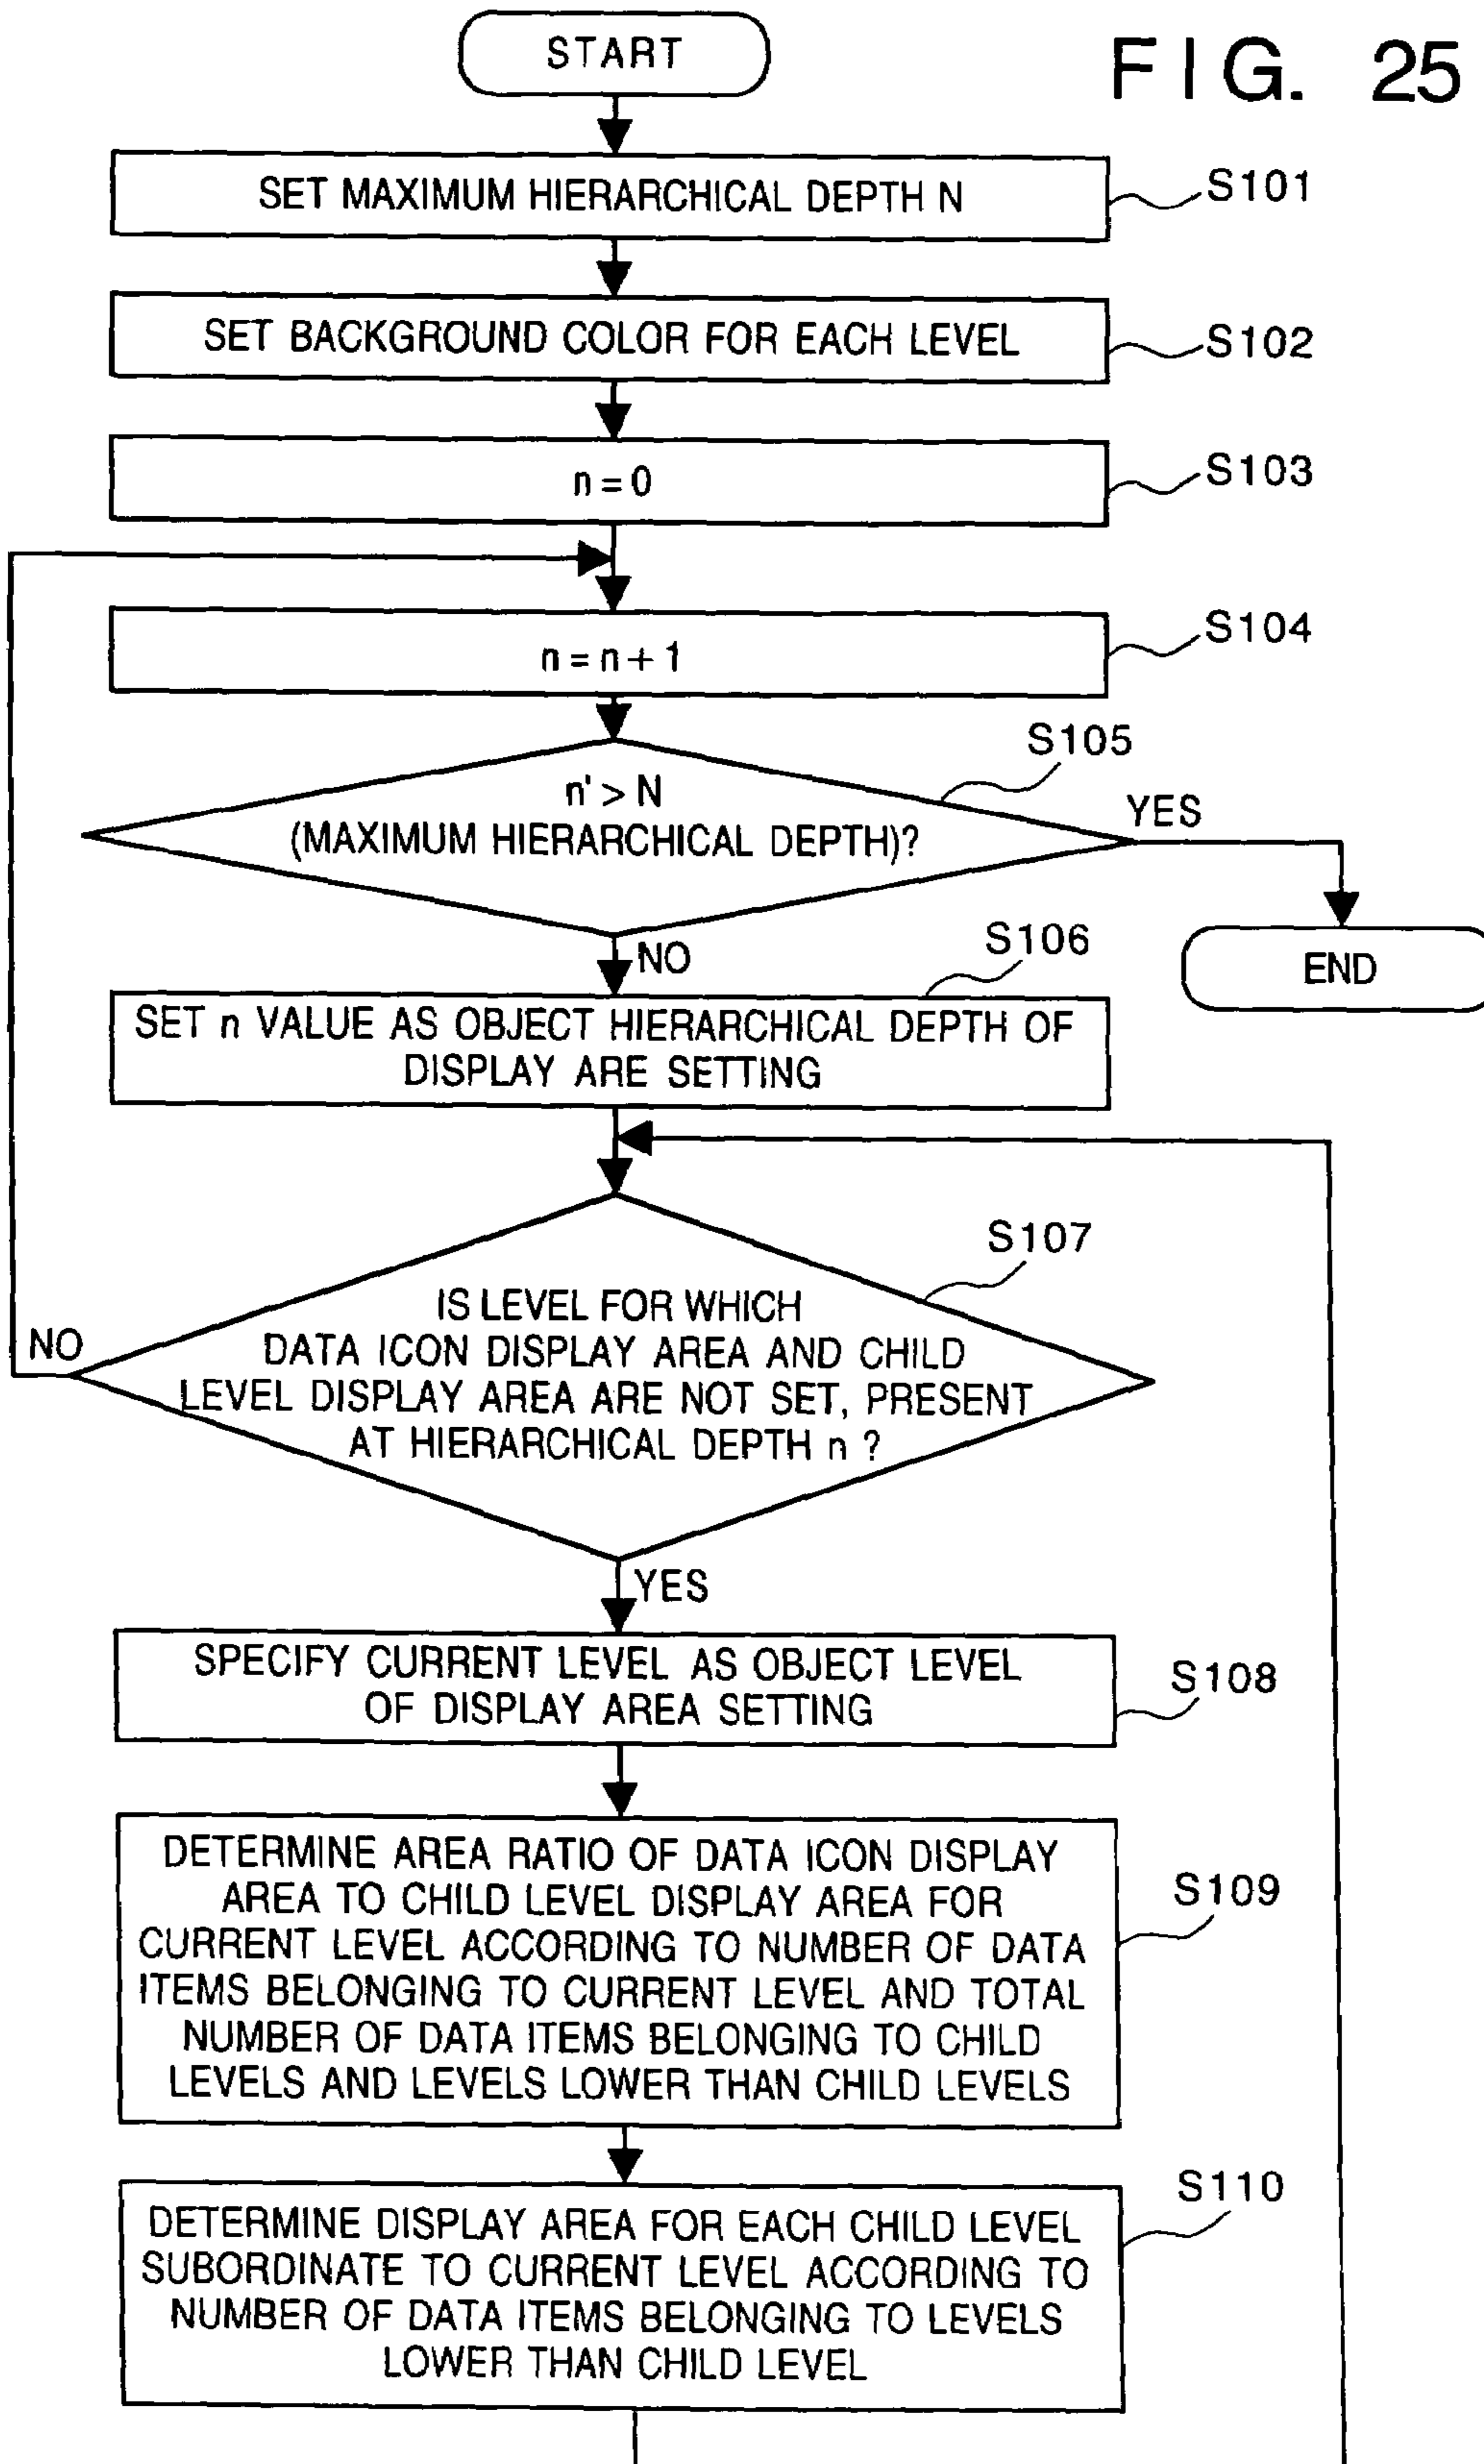 START
FIG. 25
SET MAXIMUM HIERARCHICAL DEPTH N
S101
SET BACKGROUND COLOR FOR EACH LEVEL
S102
n = 0
S103
n = n + 1
S104
S105
n' > N
(MAXIMUM HIERARCHICAL DEPTH)?
YES
END
NO
S106
SET n VALUE AS OBJECT HIERARCHICAL DEPTH OF
DISPLAY ARE SETTING
S107
IS LEVEL FOR WHICH
DATA ICON DISPLAY AREA AND CHILD
LEVEL DISPLAY AREA ARE NOT SET, PRESENT
AT HIERARCHICAL DEPTH n ?
NO
YES
SPECIFY CURRENT LEVEL AS OBJECT LEVEL
OF DISPLAY AREA SETTING
S108
DETERMINE AREA RATIO OF DATA ICON DISPLAY
AREA TO CHILD LEVEL DISPLAY AREA FOR
CURRENT LEVEL ACCORDING TO NUMBER OF DATA
ITEMS BELONGING TO CURRENT LEVEL AND TOTAL
NUMBER OF DATA ITEMS BELONGING TO CHILD
LEVELS AND LEVELS LOWER THAN CHILD LEVELS
S109
DETERMINE DISPLAY AREA FOR EACH CHILD LEVEL
SUBORDINATE TO CURRENT LEVEL ACCORDING TO
NUMBER OF DATA ITEMS BELONGING TO LEVELS
LOWER THAN CHILD LEVEL
S110